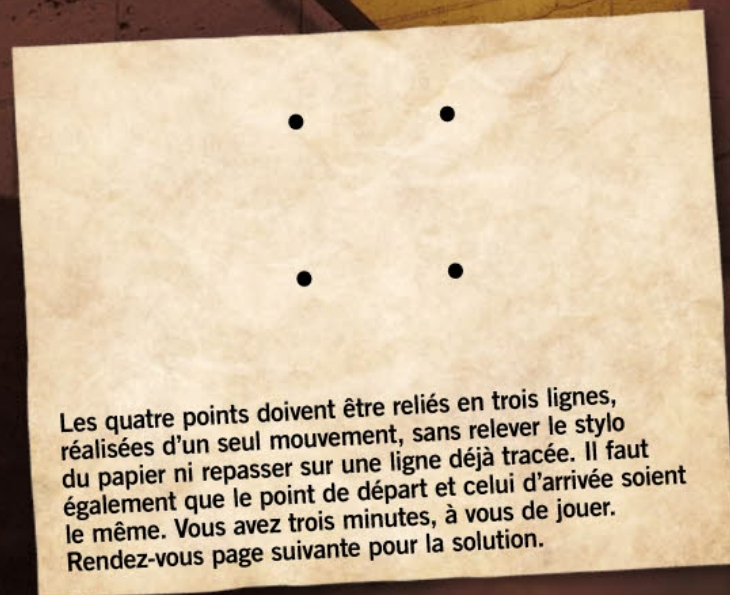 Les quatre points doivent être reliés en trois lignes,
réalisées d'un seul mouvement, sans relever le stylo
du papier ni repasser sur une ligne déjà tracée. Il faut
également que le point de départ et celui d'arrivée soient
le même. Vous avez trois minutes, à vous de jouer.
Rendez-vous page suivante pour la solution.